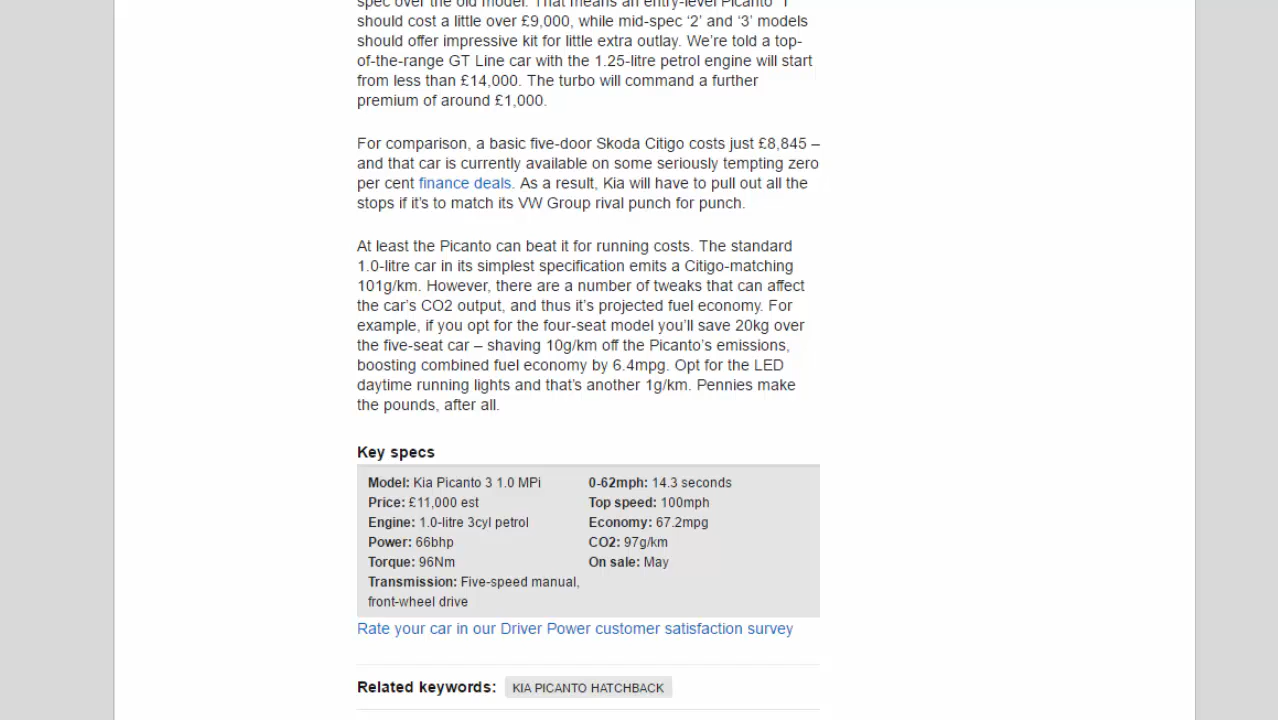 spec over the old model. That means an entry-level Picanto ‘1’
should cost a little over £9,000, while mid-spec ‘2’ and ‘3’ models
should offer impressive kit for little extra outlay. We’re told a top-
of-the-range GT Line car with the 1.25-litre petrol engine will start
from less than £14,000. The turbo will command a further
premium of around £1,000.
For comparison, a basic five-door Skoda Citigo costs just £8,845 –
and that car is currently available on some seriously tempting zero
per cent finance deals. As a result, Kia will have to pull out all the
stops if it’s to match its VW Group rival punch for punch.
At least the Picanto can beat it for running costs. The standard
1.0-litre car in its simplest specification emits a Citigo-matching
101g/km. However, there are a number of tweaks that can affect
the car’s CO2 output, and thus it’s projected fuel economy. For
example, if you opt for the four-seat model you’ll save 20kg over
the five-seat car – shaving 10g/km off the Picanto’s emissions,
boosting combined fuel economy by 6.4mpg. Opt for the LED
daytime running lights and that’s another 1g/km. Pennies make
the pounds, after all.
Key specs
Model: Kia Picanto 3 1.0 MPi
Price: £11,000 est
Engine: 1.0-litre 3cyl petrol
Power: 66bhp
Torque: 96Nm
Transmission: Five-speed manual,
front-wheel drive
0-62mph: 14.3 seconds
Top speed: 100mph
Economy: 67.2mpg
CO2: 97g/km
On sale: May
Rate your car in our Driver Power customer satisfaction survey
Related keywords: KIA PICANTO HATCHBACK